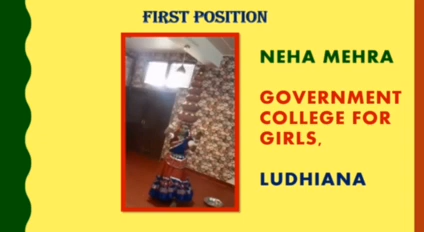 FIRST POSITION
NEHA MEHRA
GOVERNMENT
COLLEGE FOR
GIRLS,
LUDHIANA